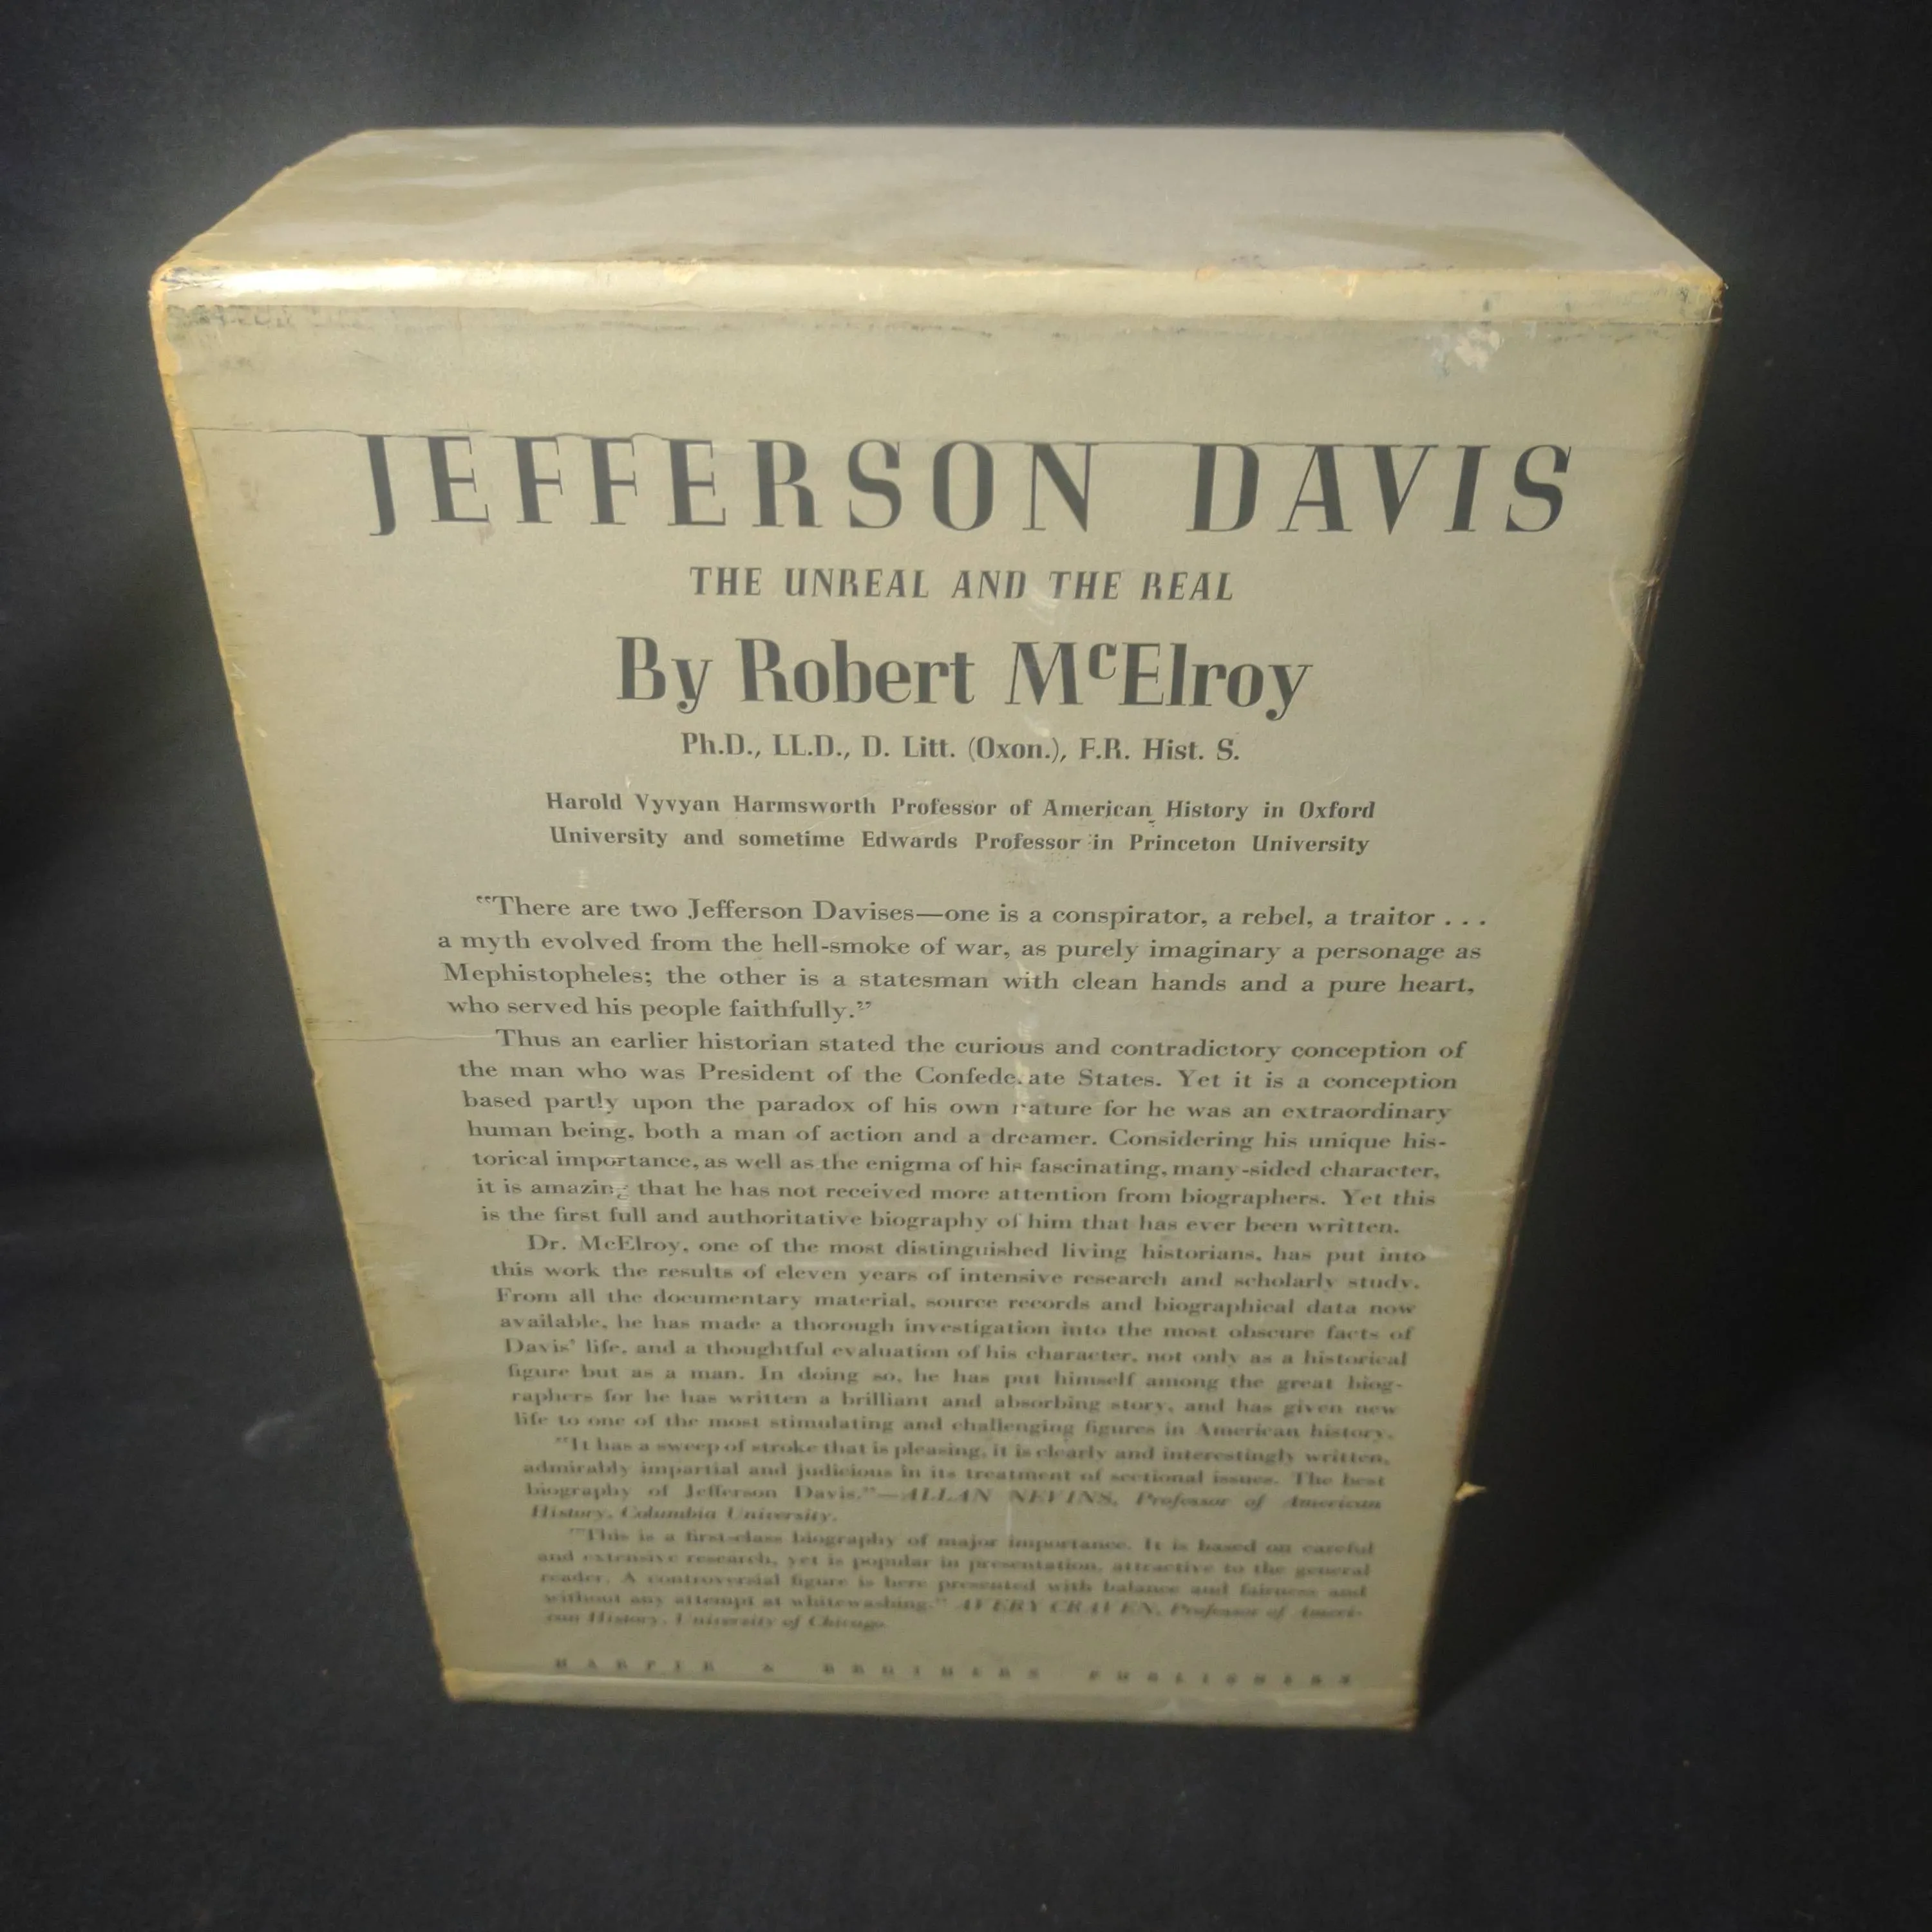 JEFFERSON DAVIS
THE UNREAL AND THE REAL
By Robert McElroy
Ph.D., LL.D., D. Litt. (Oxon.), F.R. Hist. S.
Harold Vyvyan Harmsworth Professor of American History in Oxford
University and sometime Edwards Professor in Princeton University
"There are two Jefferson Davises—one is a conspirator, a rebel, a traitor . . .
a myth evolved from the hell-smoke of war, as purely imaginary a personage as
Mephistopheles; the other is a statesman with clean hands and a pure heart,
who served his people faithfully."
Thus an earlier historian stated the curious and contradictory conception of
the man who was President of the Confederate States. Yet it is a conception
based partly upon the paradox of his own nature for he was an extraordinary
human being, both a man of action and a dreamer. Considering his unique his-
torical importance, as well as the enigma of his fascinating, many-sided character,
it is amazing that he has not received more attention from biographers. Yet this
is the first full and authoritative biography of him that has ever been written.
Dr. McElroy, one of the most distinguished living historians, has put into
this work the results of eleven years of intensive research and scholarly study.
From all the documentary material, source records and biographical data now
available, he has made a thorough investigation into the most obscure facts of
Davis' life, and a thoughtful evaluation of his character, not only as a historical
figure but as a man. In doing so, he has put himself among the great biog-
raphers for he has written a brilliant and absorbing story, and has given new
life to one of the most stimulating and challenging figures in American history.
"It has a sweep of stroke that is pleasing, it is clearly and interestingly written,
admirably impartial and judicious in its treatment of sectional issues. The best
biography of Jefferson Davis."—ALLAN NEVINS, Professor of American
History, Columbia University.
"This is a first-class biography of major importance. It is based on careful
and extensive research, yet is popular in presentation, attractive to the general
reader. A controversial figure is here presented with balance and fairness and
without any attempt at whitewashing." AVERY CRAVEN, Professor of Ameri-
can History, University of Chicago
HARPER & BROTHERS PUBLISHERS